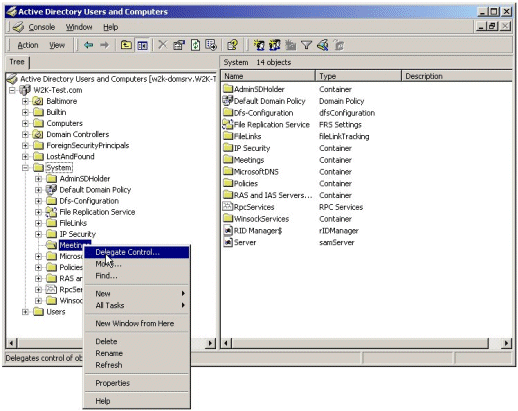 Active Directory Users and Computers
Console Window Help
Action View
Tree
System 14 objects
Active Directory Users and Computers [w2k-domsrv.W2K-T
W2K-Test.com
Baltimore
Builtin
Computers
Domain Controllers
ForeignSecurityPrincipals
LostAndFound
System
AdminSDHolder
Default Domain Policy
Dfs-Configuration
File Replication Service
FileLinks
IP Security
Meetings
Micros
Policies
RAS ar
RpcSer
Winso
Users
Name Type Description
AdminSDHolder Container
Default Domain Policy Domain Policy
Dfs-Configuration dfsConfiguration
File Replication Service FRS Settings
FileLinks fileLinkTracking
IP Security Container
Meetings Container
MicrosoftDNS Container
Policies Container
RAS and IAS Servers... Container
RpcServices RPC Services
WinsockServices Container
RID Manager$ rIDManager
Server samServer
Delegate Control...
Move...
Find...
New
All Tasks
New Window from Here
Delete
Rename
Refresh
Properties
Help
Delegates control of ob